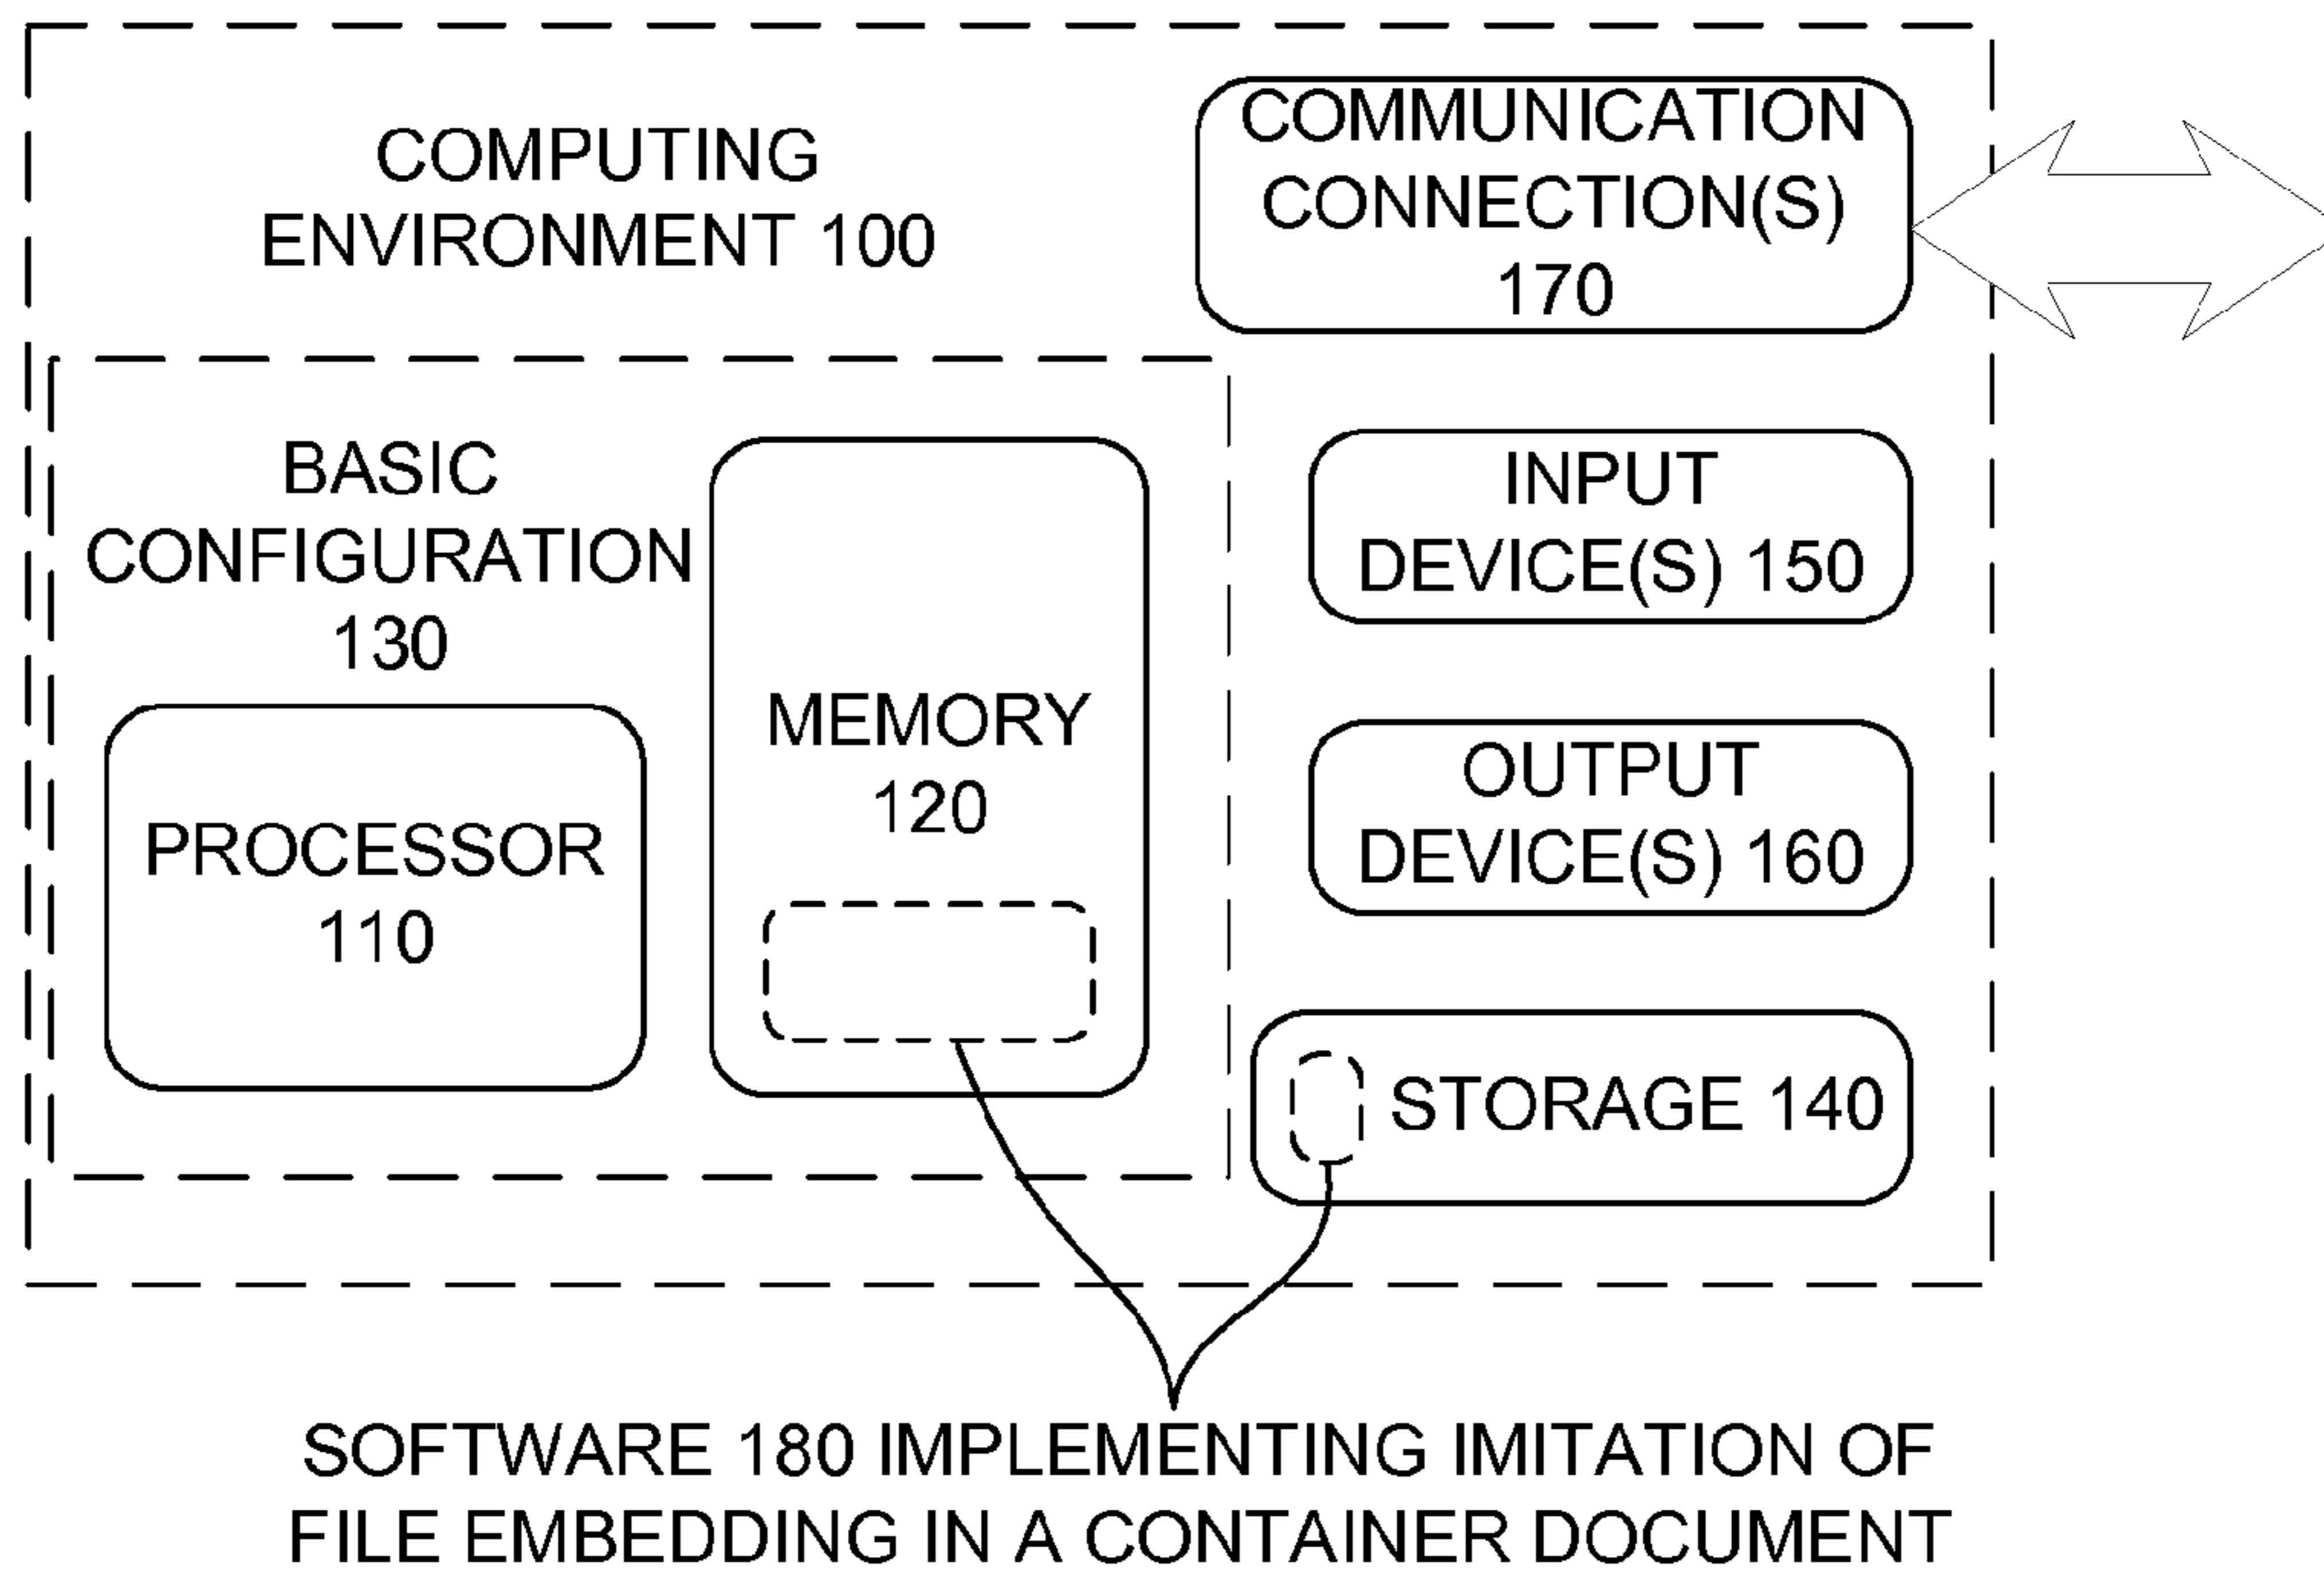 COMPUTING
ENVIRONMENT 100
COMMUNICATION
CONNECTION(S)
170
BASIC
CONFIGURATION
130
PROCESSOR
110
MEMORY
120
INPUT
DEVICE(S) 150
OUTPUT
DEVICE(S) 160
STORAGE 140
SOFTWARE 180 IMPLEMENTING IMITATION OF
FILE EMBEDDING IN A CONTAINER DOCUMENT